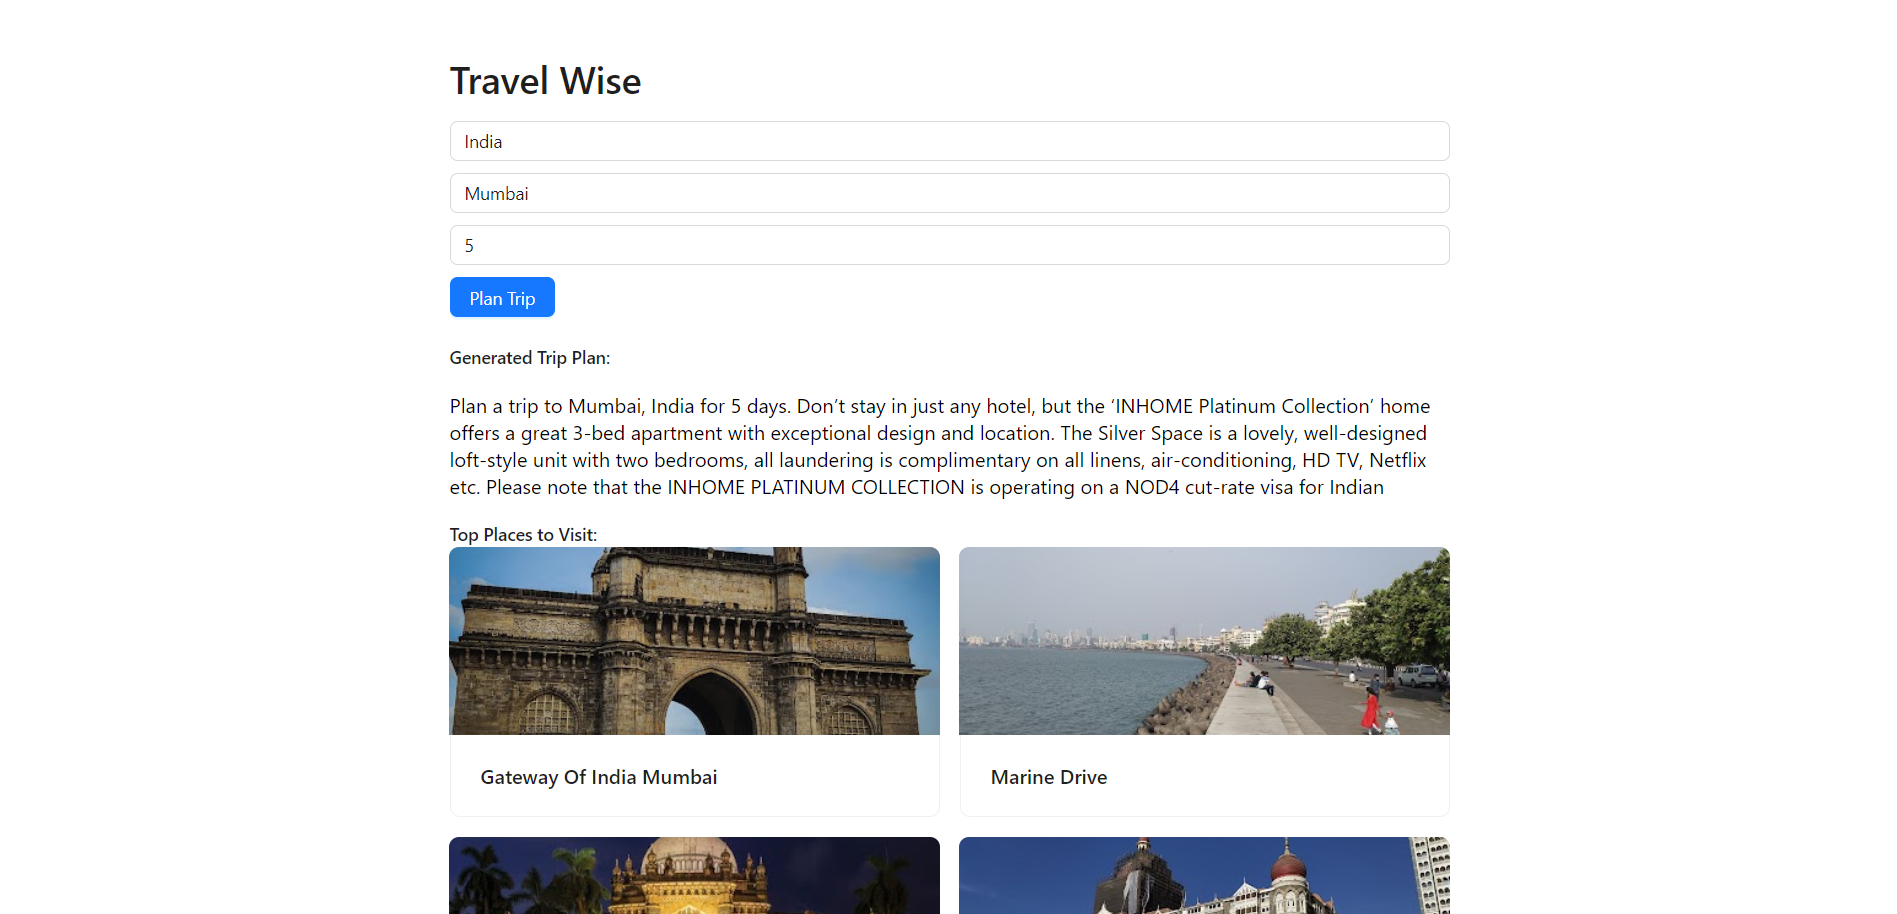 Travel Wise
India
Mumbai
5
Plan Trip
Generated Trip Plan:
Plan a trip to Mumbai, India for 5 days. Don’t stay in just any hotel, but the ‘INHOME Platinum Collection’ home
offers a great 3-bed apartment with exceptional design and location. The Silver Space is a lovely, well-designed
loft-style unit with two bedrooms, all laundering is complimentary on all linens, air-conditioning, HD TV, Netflix
etc. Please note that the INHOME PLATINUM COLLECTION is operating on a NOD4 cut-rate visa for Indian
Top Places to Visit:
Gateway Of India Mumbai
Marine Drive